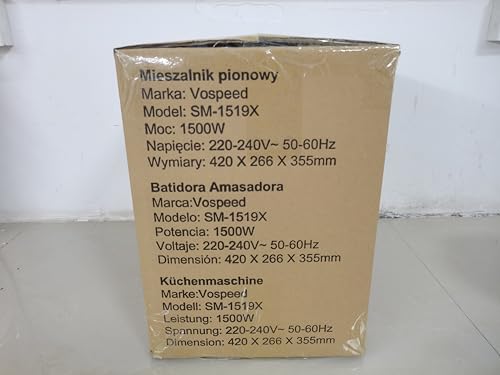 Mieszalnik pionowy
Marka: Vospeed
Model: SM-1519X
Moc: 1500W
Napięcie: 220-240V~ 50-60Hz
Wymiary: 420 X 266 X 355mm
Batidora Amasadora
Marca:Vospeed
Modelo: SM-1519X
Potencia: 1500W
Voltaje: 220-240V~ 50-60Hz
Dimensión: 420 X 266 X 355mm
Küchenmaschine
Marke:Vospeed
Modell: SM-1519X
Leistung: 1500W
Spannung: 220-240V~ 50-60Hz
Dimension: 420 X 266 X 355mm